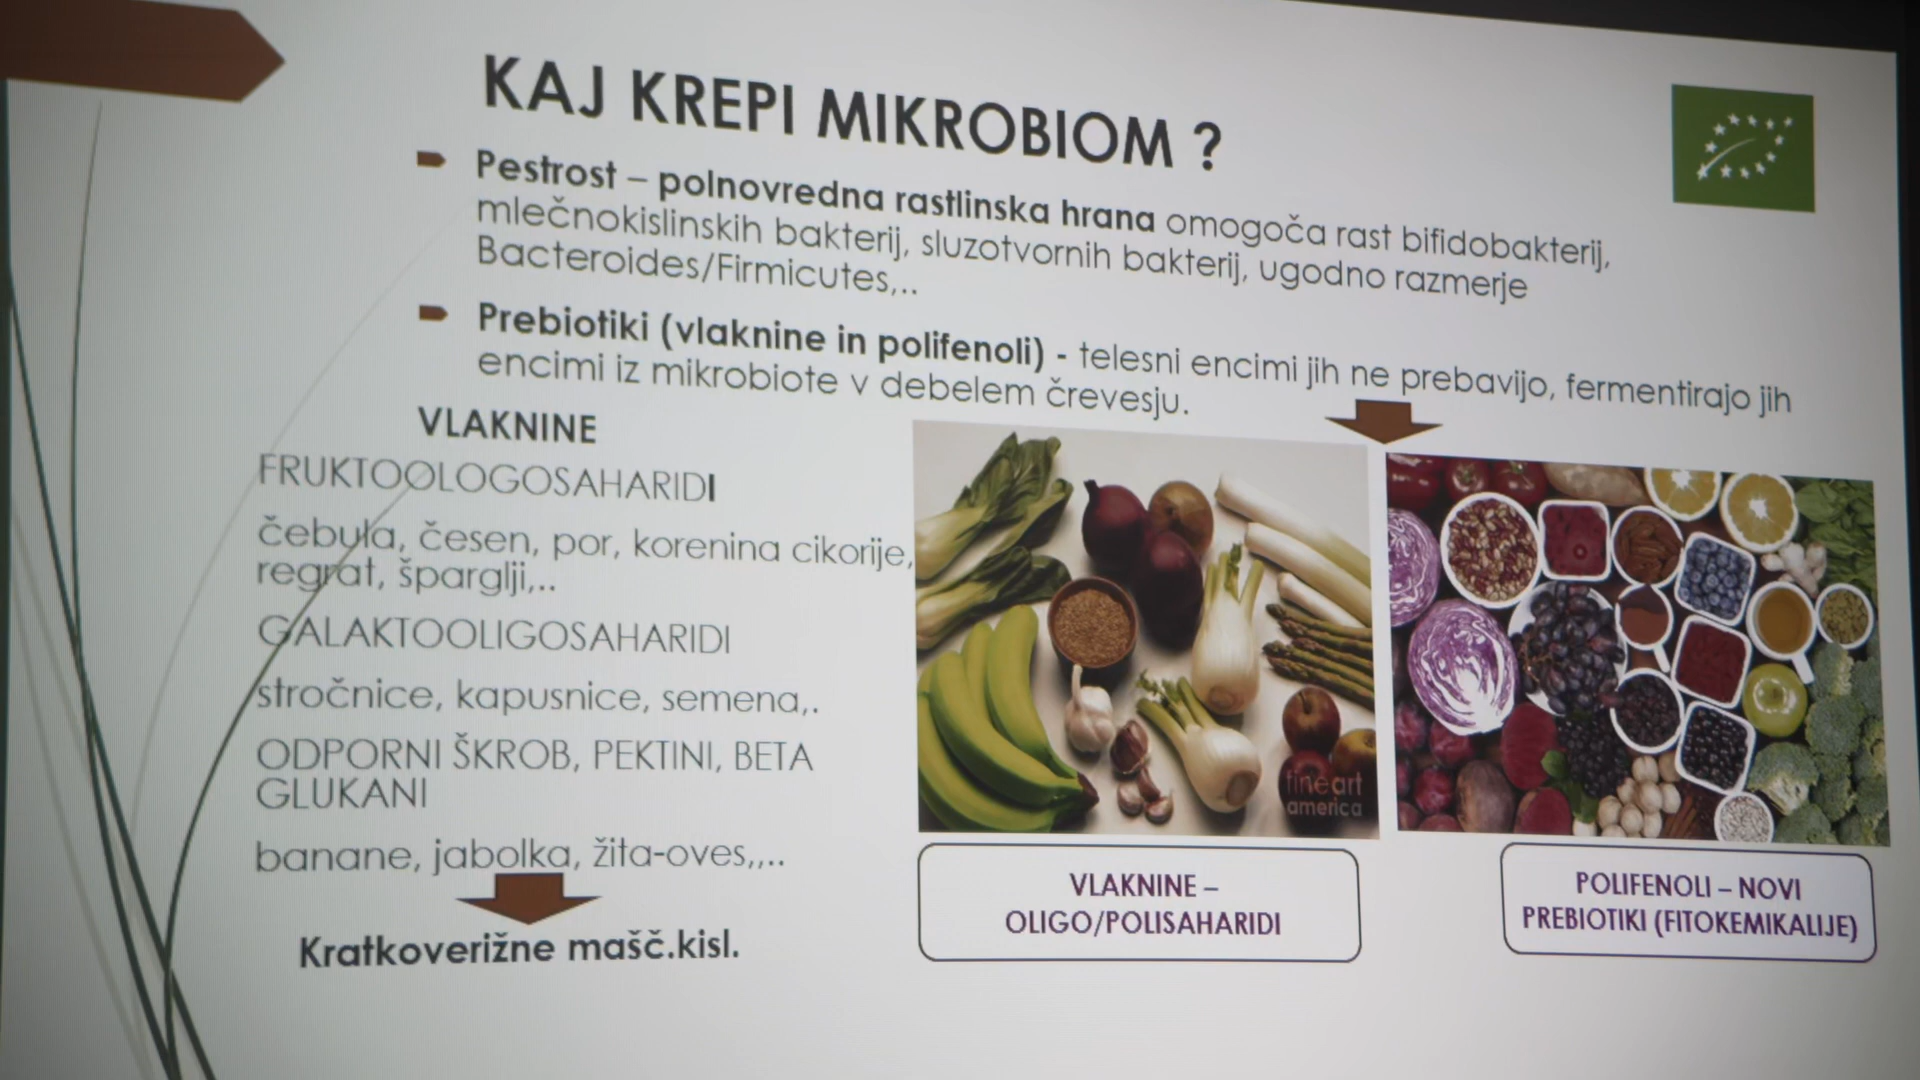 KAJ KREPI MIKROBIOM ?
Pestrost – polnovredna rastlinska hrana omogoča rast bifidobakterij,
mlečnokislinskih bakterij, sluzotvornih bakterij, ugodno razmerje
Bacteroides/Firmicutes,..
Prebiotiki (vlaknine in polifenoli) - telesni encimi jih ne prebavijo, fermentirajo jih
encimi iz mikrobiote v debelem črevesju.
VLAKNINE
FRUKTOOLOGOSAHARIDI
čebula, česen, por, korenina cikorije,
regrat, šparglji,..
GALAKTOOLIGOSAHARIDI
stročnice, kapusnice, semena,.
ODPORNI ŠKROB, PEKTINI, BETA
GLUKANI
banane, jabolka, žita-oves,,..
Kratkoverižne mašč.kisl.
fineart
america
VLAKNINE –
OLIGO/POLISAHARIDI
POLIFENOLI – NOVI
PREBIOTIKI (FITOKEMIKALIJE)